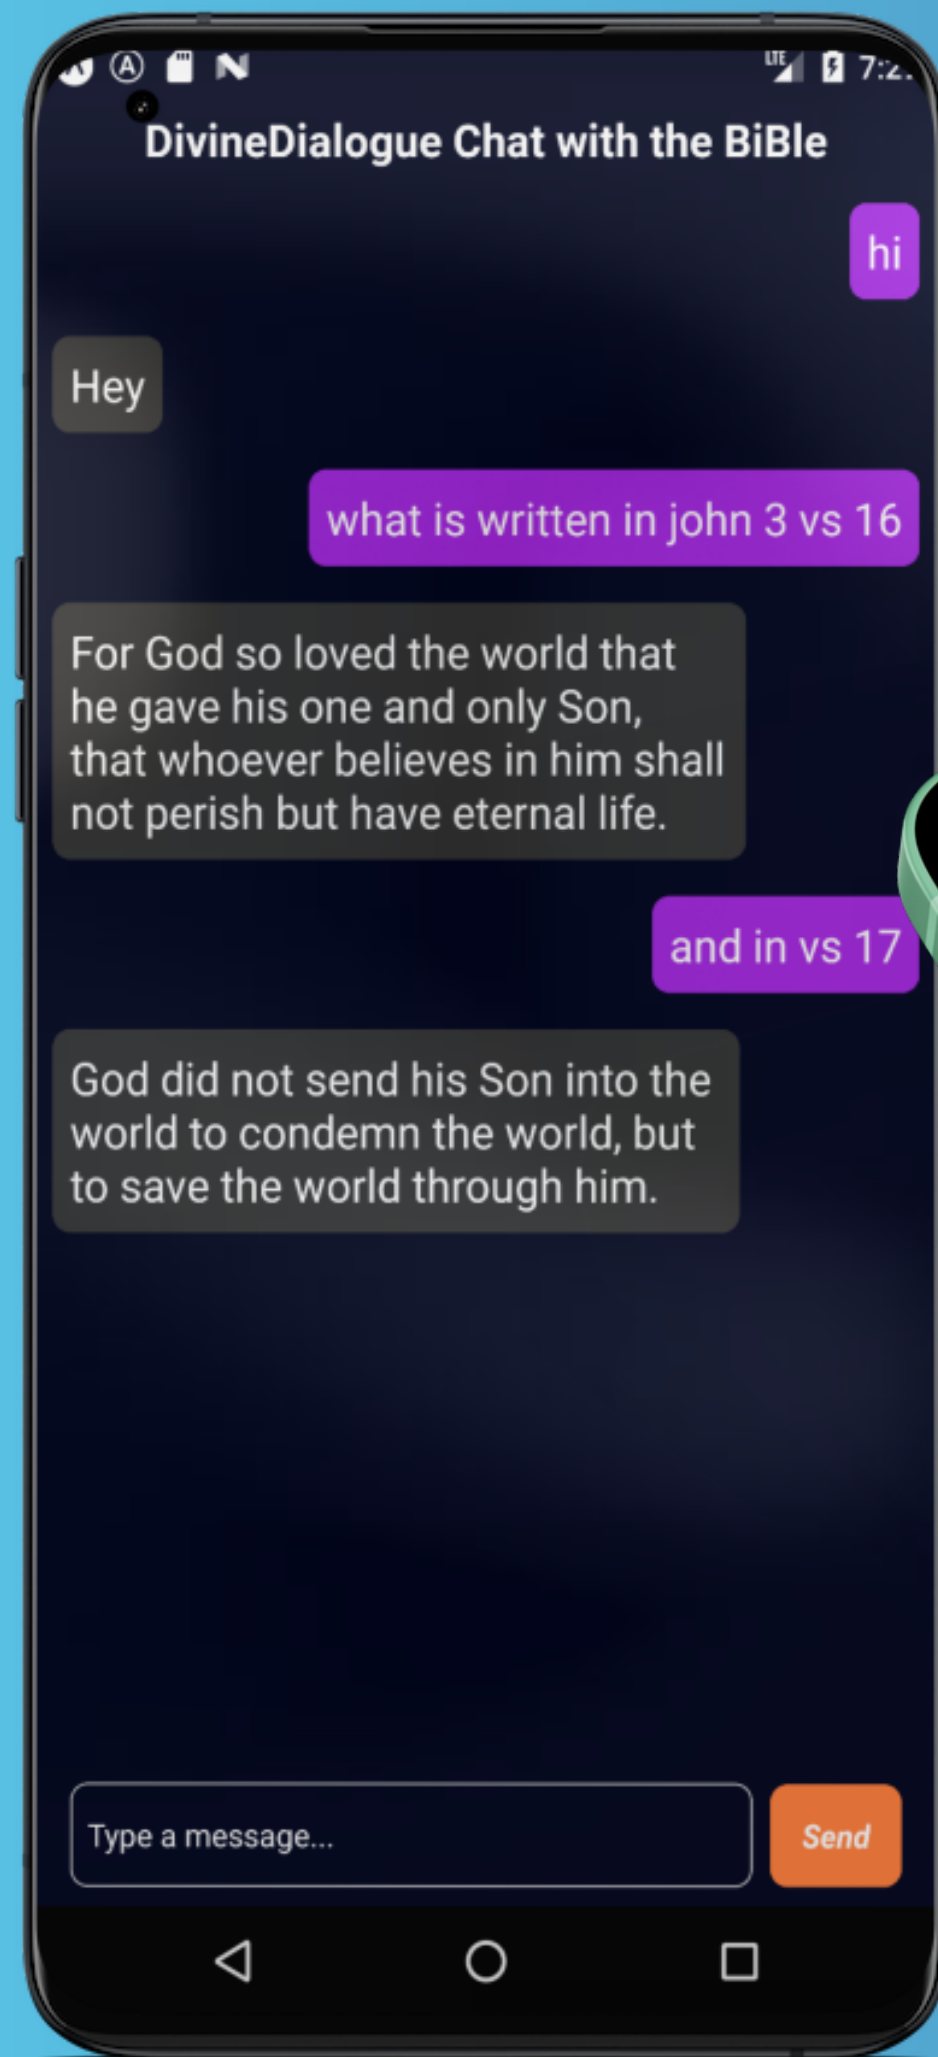 LTE 7:2
DivineDialogue Chat with the BiBle
hi
Hey
what is written in john 3 vs 16
For God so loved the world that
he gave his one and only Son,
that whoever believes in him shall
not perish but have eternal life.
and in vs 17
God did not send his Son into the
world to condemn the world, but
to save the world through him.
Type a message...
Send